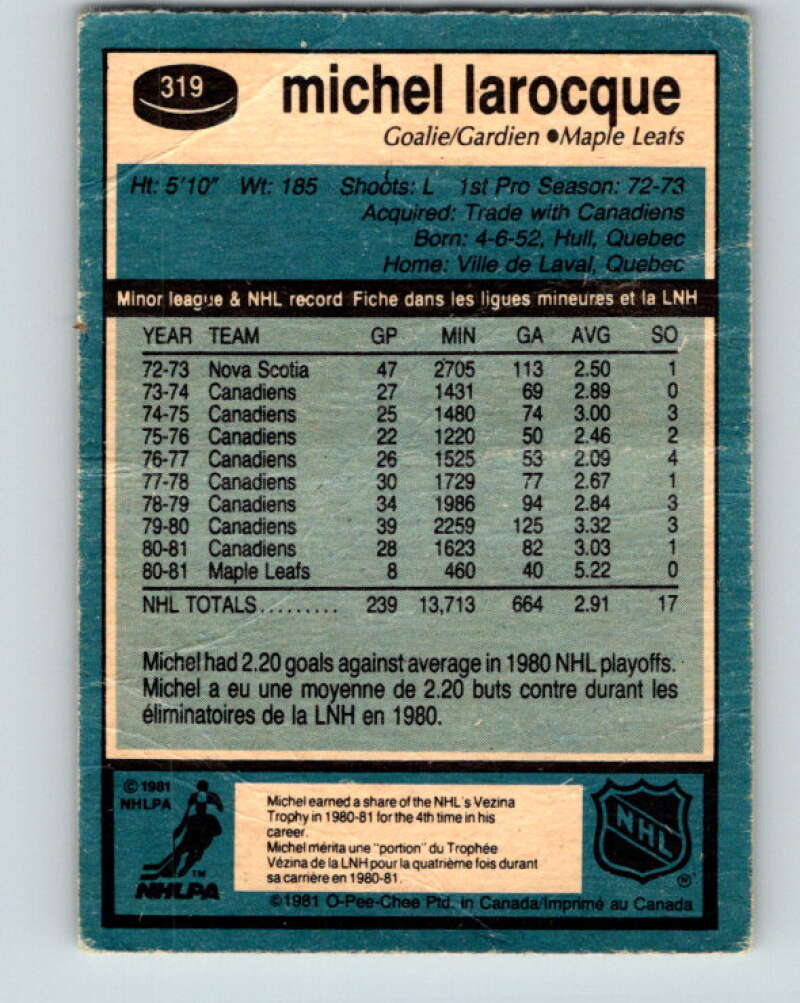 319
michel larocque
Goalie/Gardien ●Maple Leafs
Ht: 5'10" Wt: 185 Shoots: L 1st Pro Season: 72-73
Acquired: Trade with Canadiens
Born: 4-6-52, Hull, Quebec
Home: Ville de Laval, Quebec
Minor league & NHL record Fiche dans les ligues mineures et la LNH
YEAR TEAM GP MIN GA AVG SO
72-73 Nova Scotia 47 2705 113 2.50 1
73-74 Canadiens 27 1431 69 2.89 0
74-75 Canadiens 25 1480 74 3.00 3
75-76 Canadiens 22 1220 50 2.46 2
76-77 Canadiens 26 1525 53 2.09 4
77-78 Canadiens 30 1729 77 2.67 1
78-79 Canadiens 34 1986 94 2.84 3
79-80 Canadiens 39 2259 125 3.32 3
80-81 Canadiens 28 1623 82 3.03 1
80-81 Maple Leafs 8 460 40 5.22 0
NHL TOTALS......... 239 13,713 664 2.91 17
Michel had 2.20 goals against average in 1980 NHL playoffs.
Michel a eu une moyenne de 2.20 buts contre durant les
éliminatoires de la LNH en 1980.
©1981
NHLPA
TM
NHLPA
Michel earned a share of the NHL's Vezina
Trophy in 1980-81 for the 4th time in his
career.
Michel mérita une "portion" du Trophée
Vézina de la LNH pour la quatrième fois durant
sa carrière en 1980-81.
NHL
®
©1981 O-Pee-Chee Ptd. in Canada/Imprimé au Canada